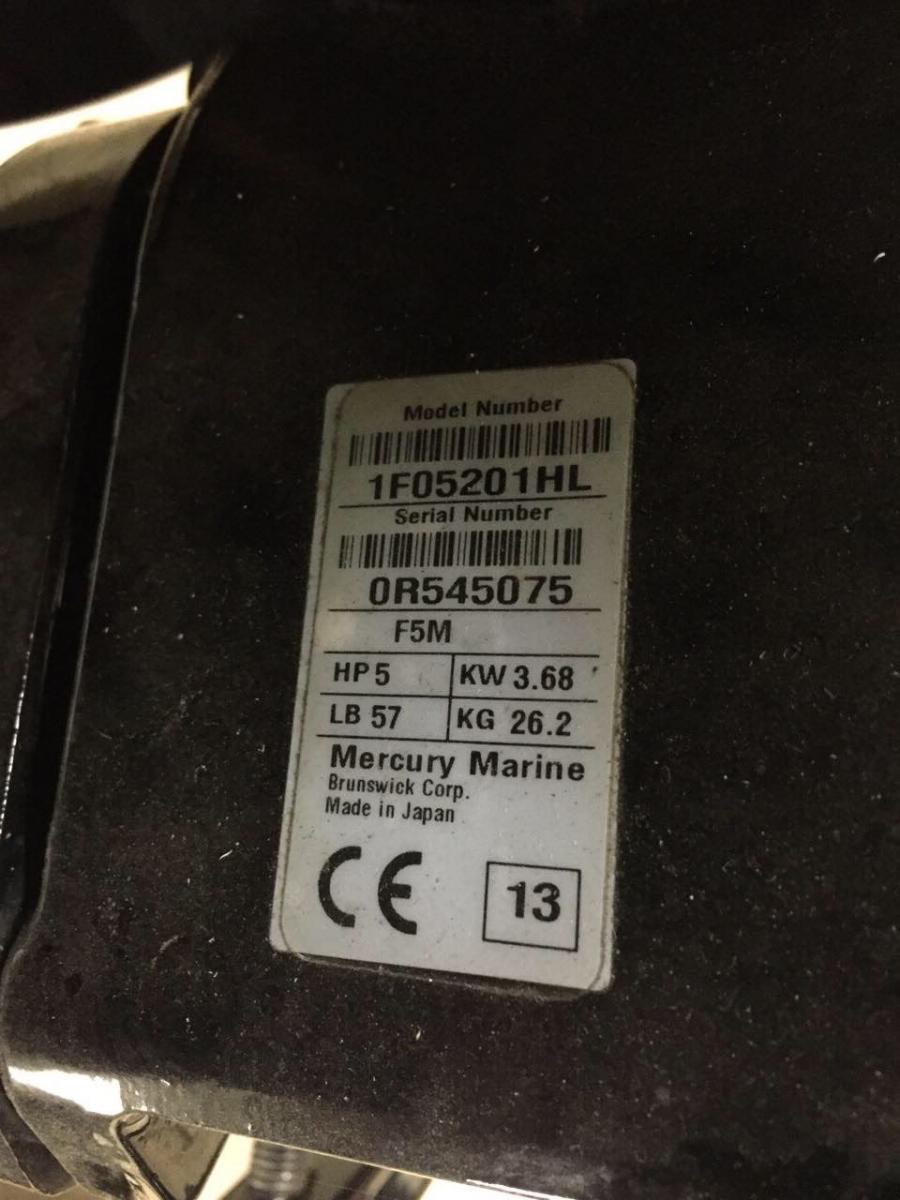 Model Number
1F05201HL
Serial Number
0R545075
F5M
HP 5 KW 3.68
LB 57 KG 26.2
Mercury Marine
Brunswick Corp.
Made in Japan
CE 13